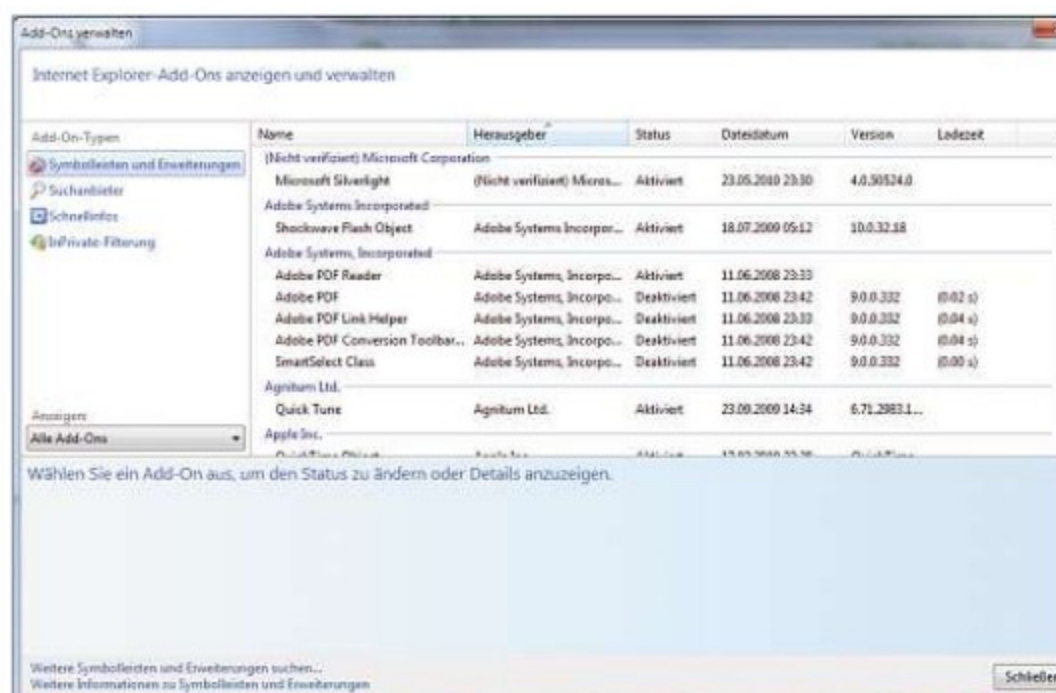 Add-Ons verwalten
Internet Explorer-Add-Ons anzeigen und verwalten
Add-On-Typen
Symbolleisten und Erweiterungen
Suchanbieter
Schnellinfos
InPrivate-Filterung
Anzeigen:
Alle Add-Ons
Name Herausgeber Status Dateidatum Version Ladezeit
(Nicht verifiziert) Microsoft Corporation
Microsoft Silverlight (Nicht verifiziert) Micros... Aktiviert 23.05.2010 23:30 4.0.50524.0
Adobe Systems Incorporated
Shockwave Flash Object Adobe Systems Incorpor... Aktiviert 18.07.2009 05:12 10.0.32.18
Adobe Systems, Incorporated
Adobe PDF Reader Adobe Systems, Incorpo... Aktiviert 11.06.2008 23:33
Adobe PDF Adobe Systems, Incorpo... Deaktiviert 11.06.2008 23:42 9.0.0.332 (0.02 s)
Adobe PDF Link Helper Adobe Systems, Incorpo... Deaktiviert 11.06.2008 23:33 9.0.0.332 (0.04 s)
Adobe PDF Conversion Toolbar... Adobe Systems, Incorpo... Deaktiviert 11.06.2008 23:42 9.0.0.332 (0.04 s)
SmartSelect Class Adobe Systems, Incorpo... Deaktiviert 11.06.2008 23:42 9.0.0.332 (0.00 s)
Agnitum Ltd.
Quick Tune Agnitum Ltd. Aktiviert 23.09.2009 14:34 6.71.2983.1...
Apple Inc.
Wählen Sie ein Add-On aus, um den Status zu ändern oder Details anzuzeigen.
Weitere Symbolleisten und Erweiterungen suchen...
Weitere Informationen zu Symbolleisten und Erweiterungen